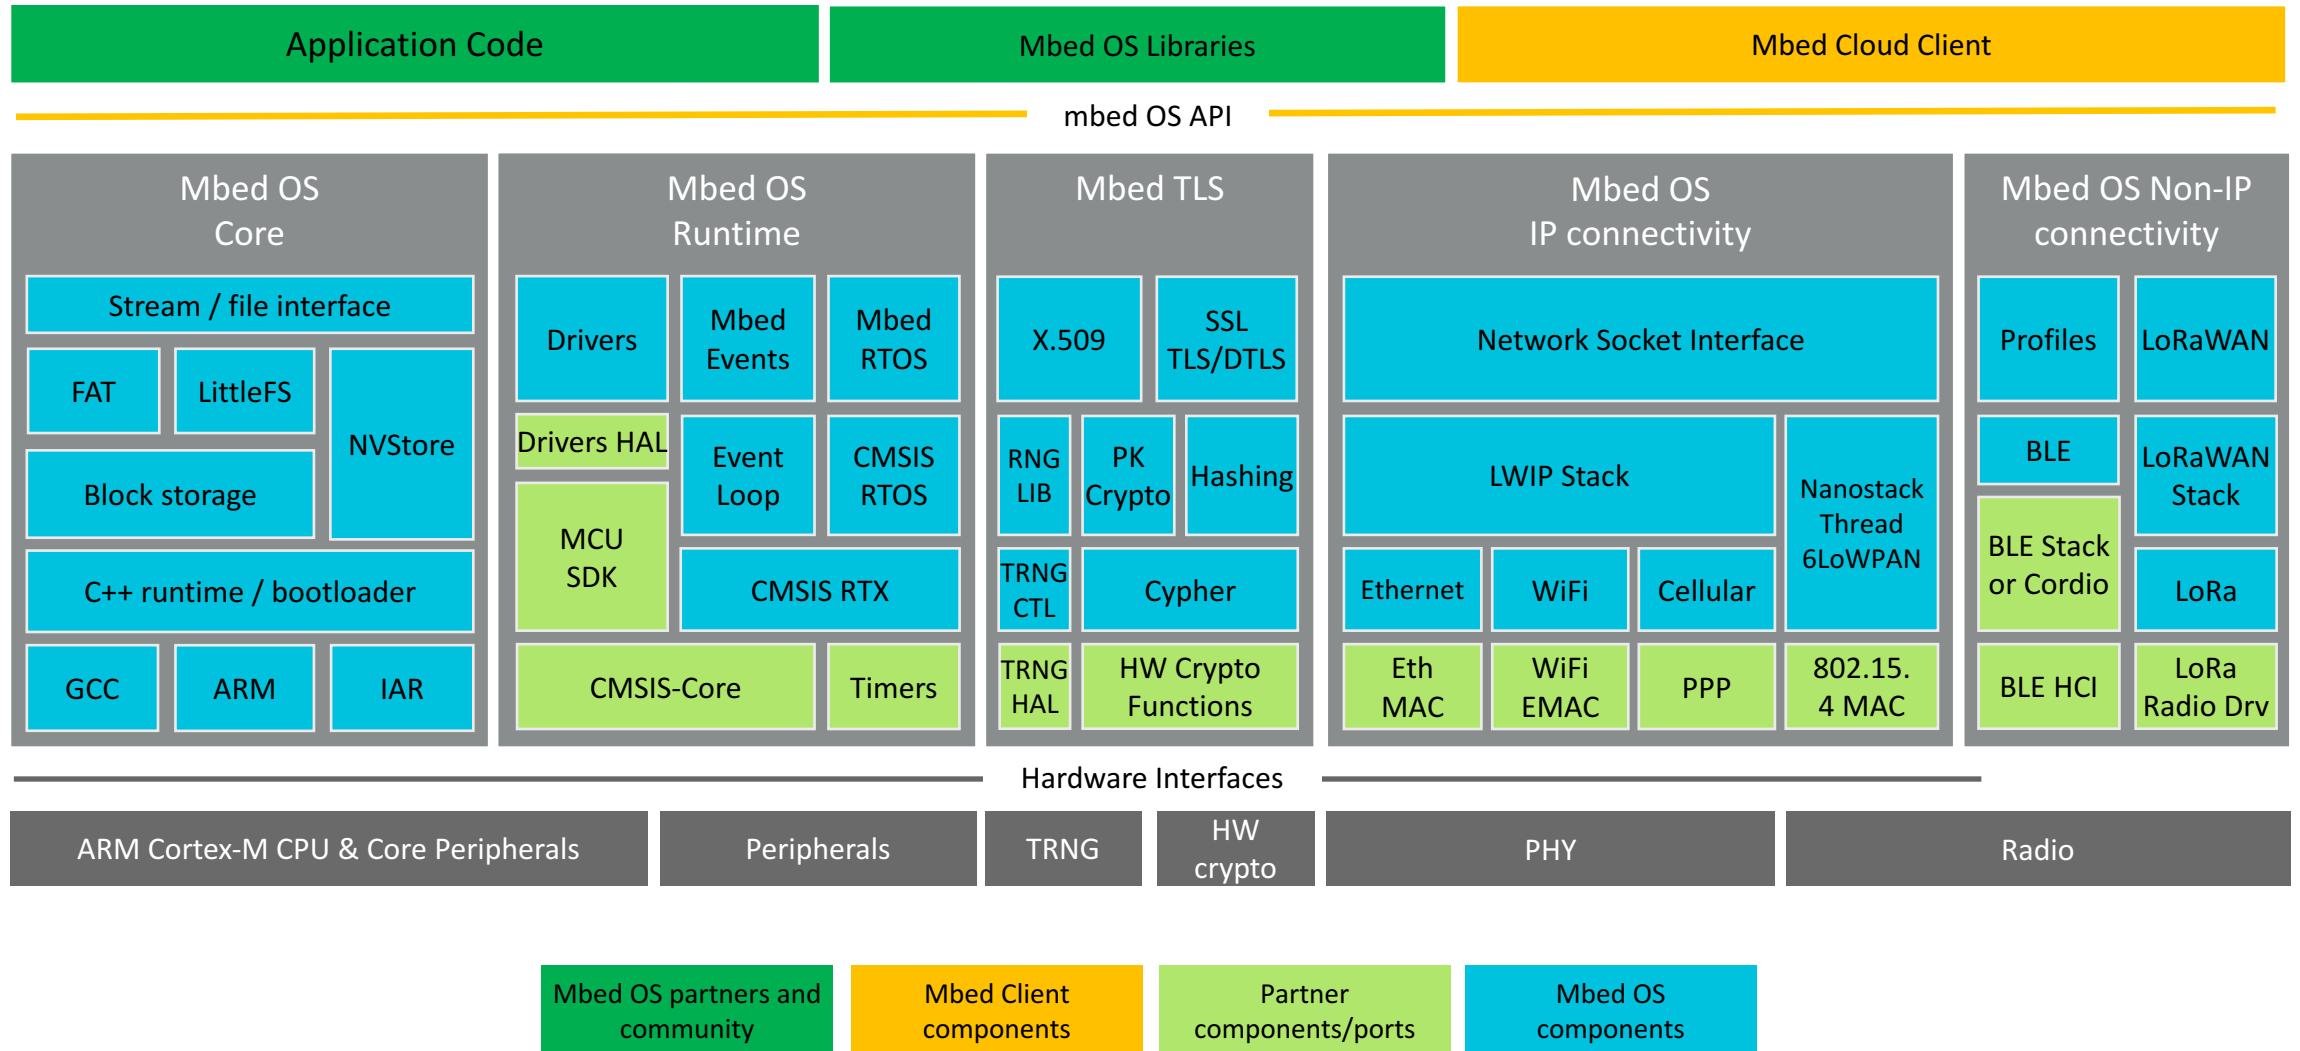 Application Code
Mbed OS Libraries
Mbed Cloud Client
mbed OS API
Mbed OS
Core
Stream / file interface
FAT
LittleFS
NVStore
Block storage
C++ runtime / bootloader
GCC
ARM
IAR
Mbed OS
Runtime
Drivers
Mbed
Events
Mbed
RTOS
Drivers HAL
Event
Loop
CMSIS
RTOS
MCU
SDK
CMSIS RTX
CMSIS-Core
Timers
Mbed TLS
X.509
SSL
TLS/DTLS
RNG
LIB
PK
Crypto
Hashing
TRNG
CTL
Cypher
TRNG
HAL
HW Crypto
Functions
Mbed OS
IP connectivity
Network Socket Interface
LWIP Stack
Nanostack
Thread
6LoWPAN
Ethernet
WiFi
Cellular
Eth
MAC
WiFi
EMAC
PPP
802.15.
4 MAC
Mbed OS Non-IP
connectivity
Profiles
LoRaWAN
BLE
LoRaWAN
Stack
BLE Stack
or Cordio
LoRa
BLE HCI
LoRa
Radio Drv
Hardware Interfaces
ARM Cortex-M CPU & Core Peripherals
Peripherals
TRNG
HW
crypto
PHY
Radio
Mbed OS partners and
community
Mbed Client
components
Partner
components/ports
Mbed OS
components